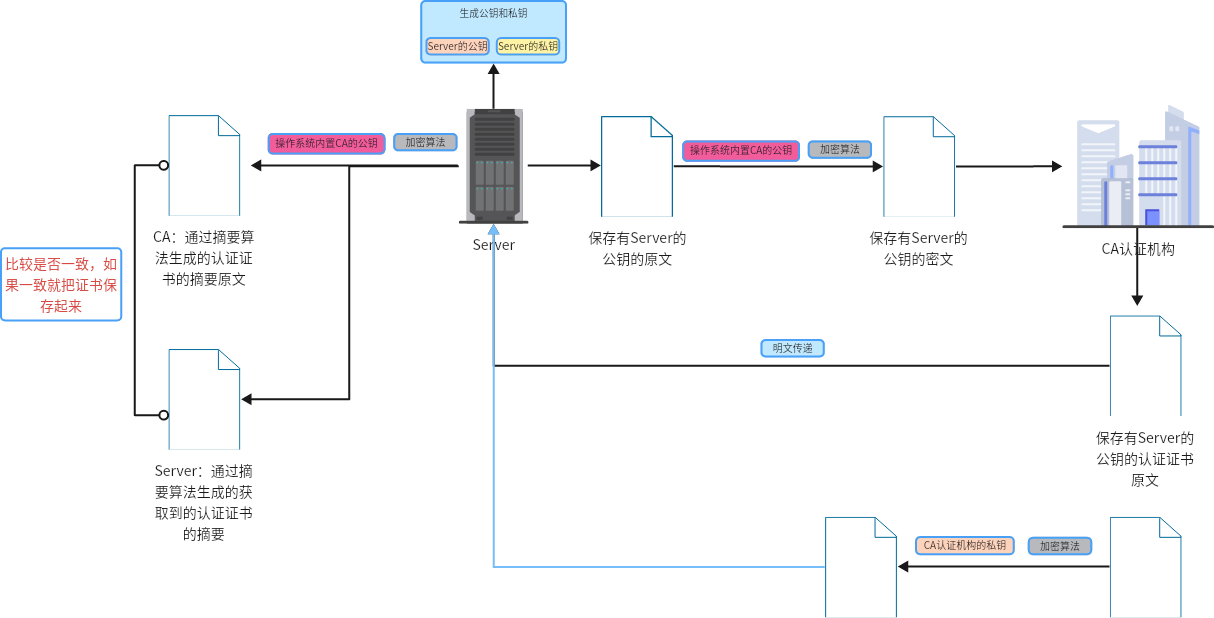 生成公钥和私钥
Server的公钥
Server的私钥
操作系统内置CA的公钥
加密算法
操作系统内置CA的公钥
加密算法
CA：通过摘要算
法生成的认证证
书的摘要原文
Server
保存有Server的
公钥的原文
保存有Server的
公钥的密文
CA认证机构
比较是否一致，如
果一致就把证书保
存起来
明文传递
Server：通过摘
要算法生成的获
取到的认证证书
的摘要
保存有Server的
公钥的认证证书
原文
CA认证机构的私钥
加密算法